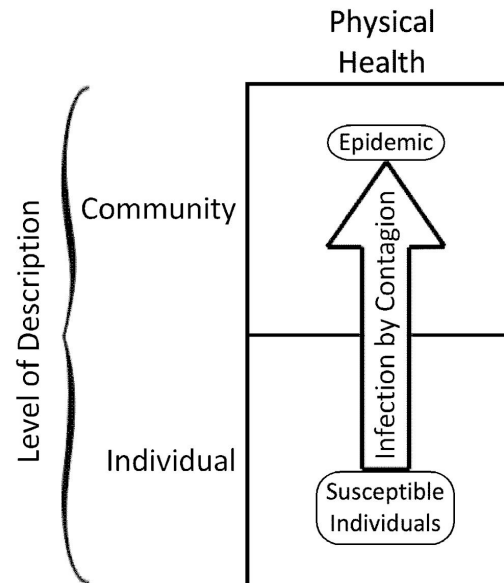 Physical
Health
Epidemic
Community
Infection by Contagion
Level of Description
Individual
Susceptible
Individuals